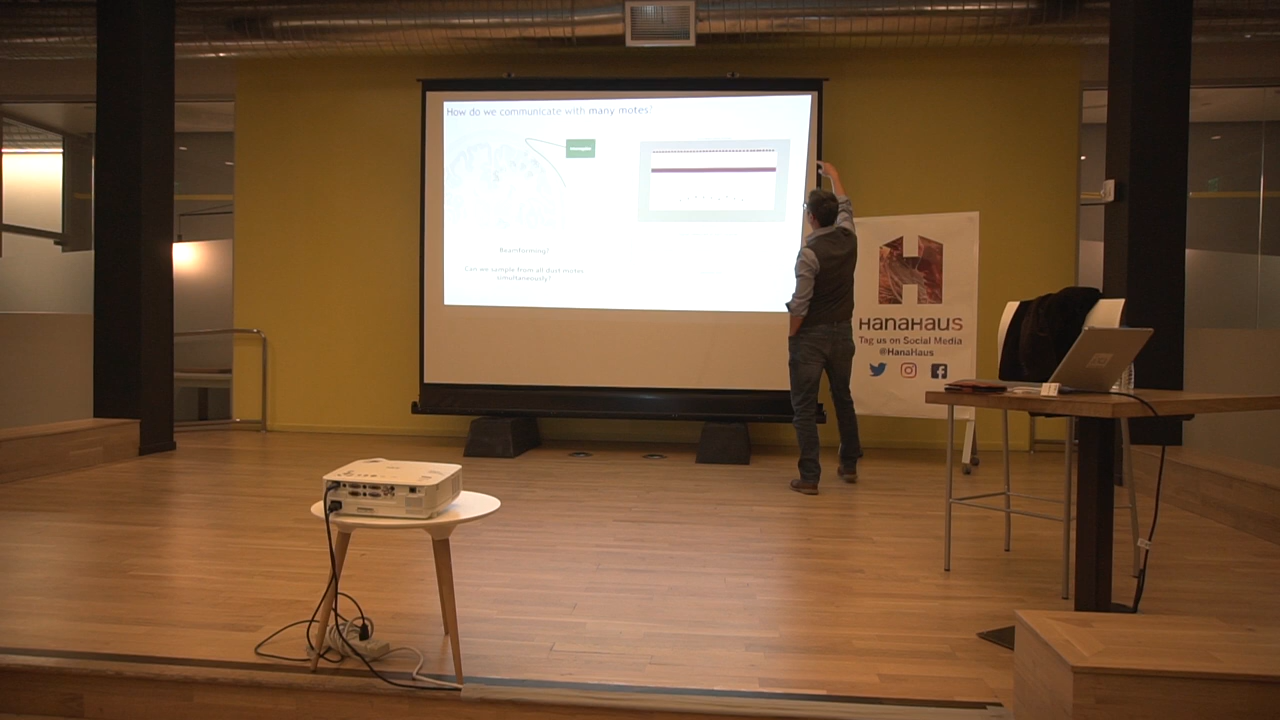 How do we communicate with many motes?
Beamforming?
Can we sample from all dust motes
simultaneously?
HanaHaus
Tag us on Social Media
@HanaHaus